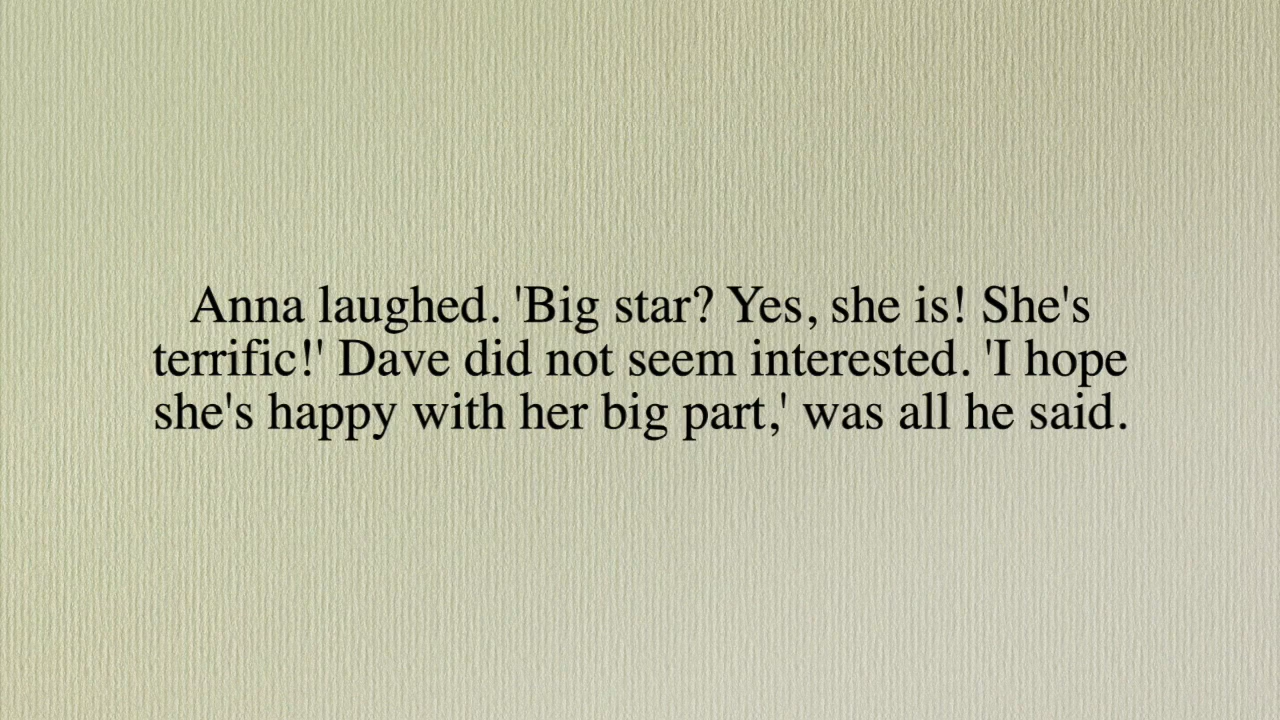 Anna laughed. 'Big star? Yes, she is! She's
terrific!' Dave did not seem interested. 'I hope
she's happy with her big part,' was all he said.